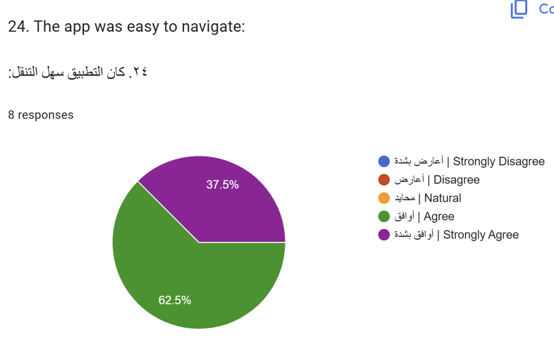 Co
24. The app was easy to navigate:
٢٤. كان التطبيق سهل التنقل:
8 responses
37.5%
62.5%
أعارض بشدة | Strongly Disagree
أعارض | Disagree
محايد | Natural
أوافق | Agree
أوافق بشدة | Strongly Agree